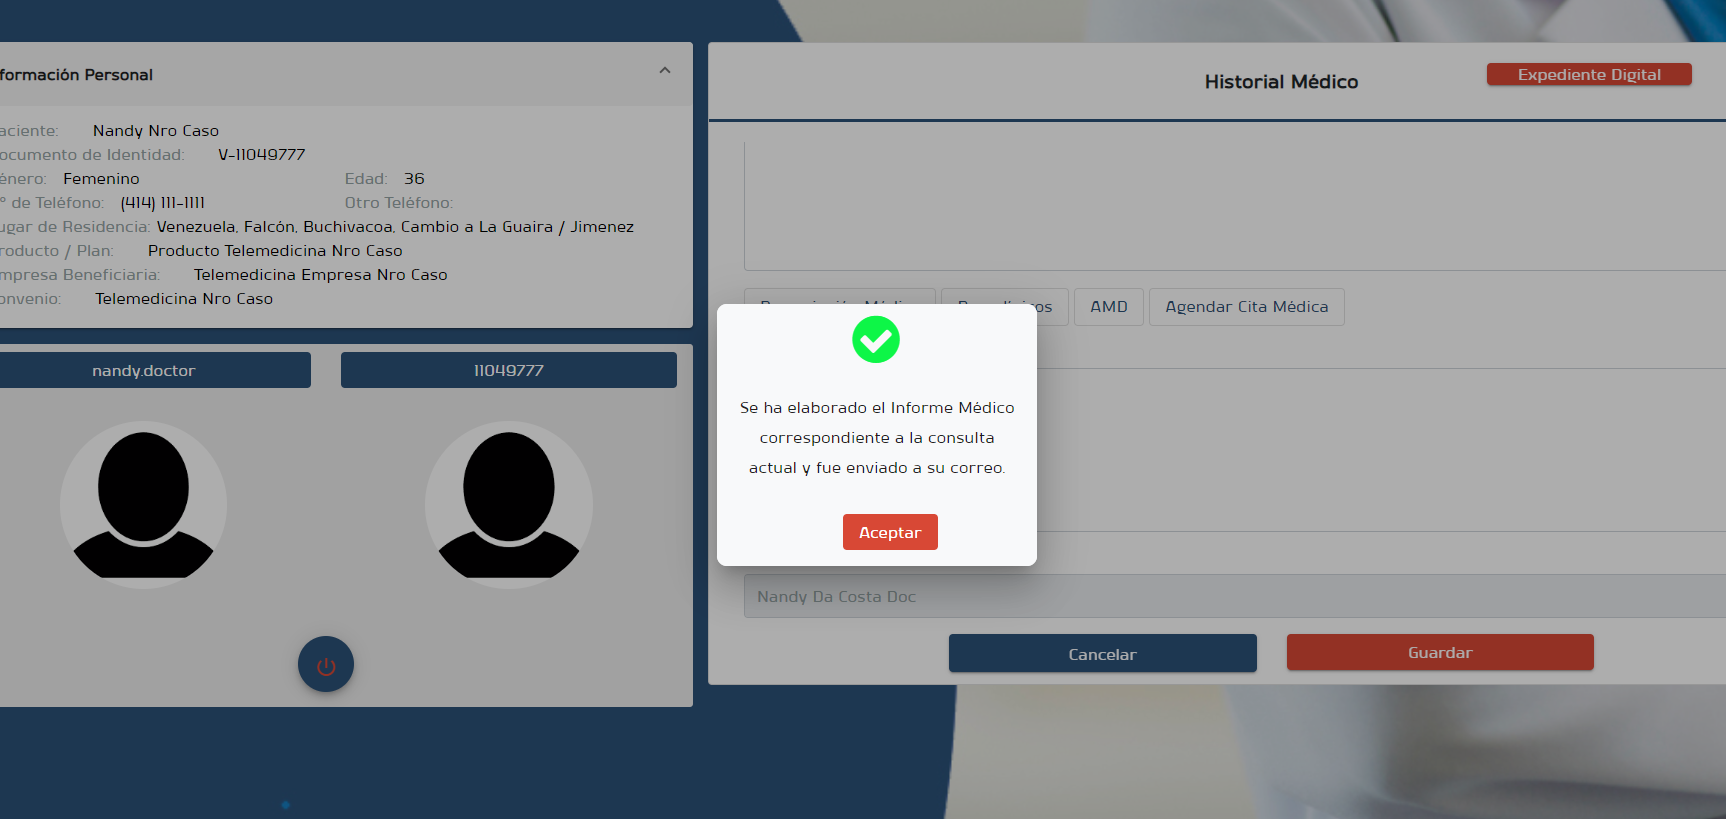 formación Personal
aciente: Nandy Nro Caso
ocumento de Identidad: V-11049777
énero: Femenino Edad: 36
° de Teléfono: (414) 111-1111 Otro Teléfono:
ugar de Residencia: Venezuela, Falcón, Buchivacoa, Cambio a La Guaira / Jimenez
roducto / Plan: Producto Telemedicina Nro Caso
mpresa Beneficiaria: Telemedicina Empresa Nro Caso
onvenio: Telemedicina Nro Caso
nandy.doctor 11049777
Historial Médico
Expediente Digital
AMD Agendar Cita Médica
Se ha elaborado el Informe Médico
correspondiente a la consulta
actual y fue enviado a su correo.
Aceptar
Nandy Da Costa Doc
Cancelar Guardar